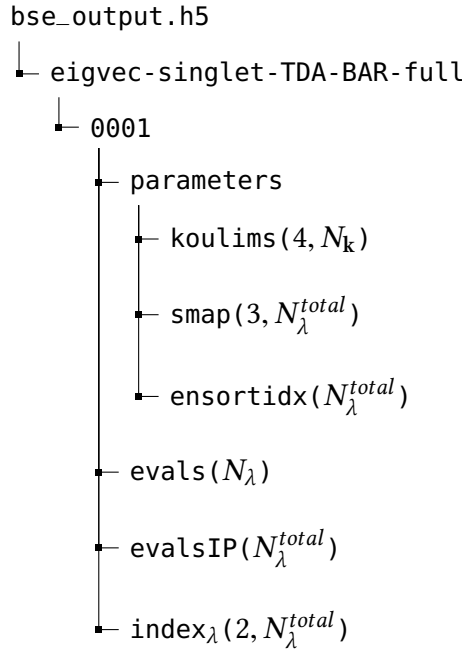 bse_output.h5
eigvec-singlet-TDA-BAR-full
0001
parameters
koulims(4, N_𝐤)
smap(3, N_λ^{total})
ensortidx(N_λ^{total})
evals(N_λ)
evalsIP(N_λ^{total})
index_λ(2, N_λ^{total})